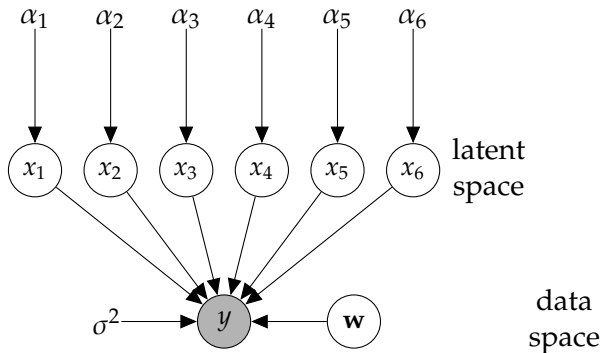 α₁ α₂ α₃ α₄ α₅ α₆
x₁ x₂ x₃ x₄ x₅ x₆
latent
space
σ² y w
data
space